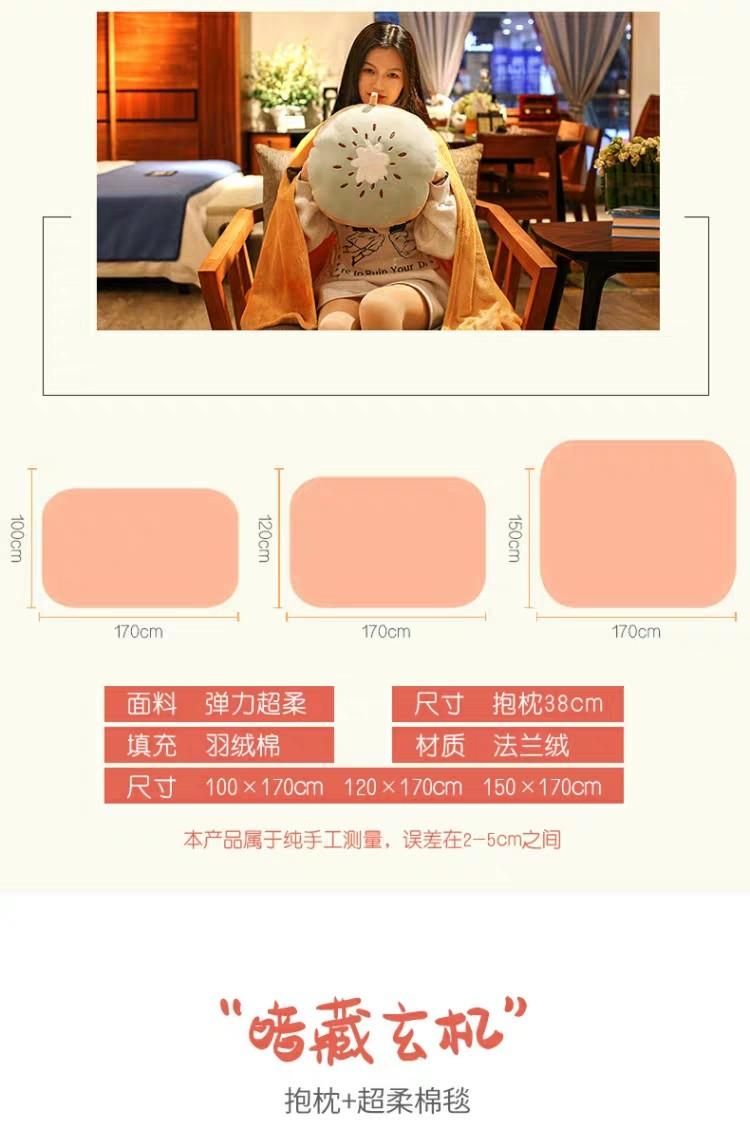 re to Ruin Your D
100cm
120cm
150cm
170cm
170cm
170cm
面料 弹力超柔
尺寸 抱枕38cm
填充 羽绒棉
材质 法兰绒
尺寸 100×170cm 120×170cm 150×170cm
本产品属于纯手工测量，误差在2-5cm之间
“暗藏玄机”
抱枕+超柔棉毯